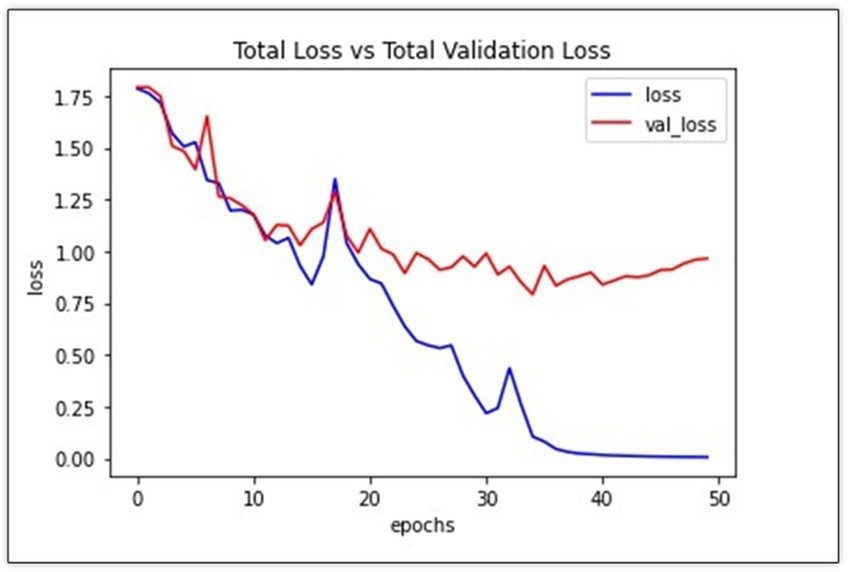 Total Loss vs Total Validation Loss
loss
val_loss
1.75
1.50
1.25
1.00
0.75
0.50
0.25
0.00
loss
0 10 20 30 40 50
epochs